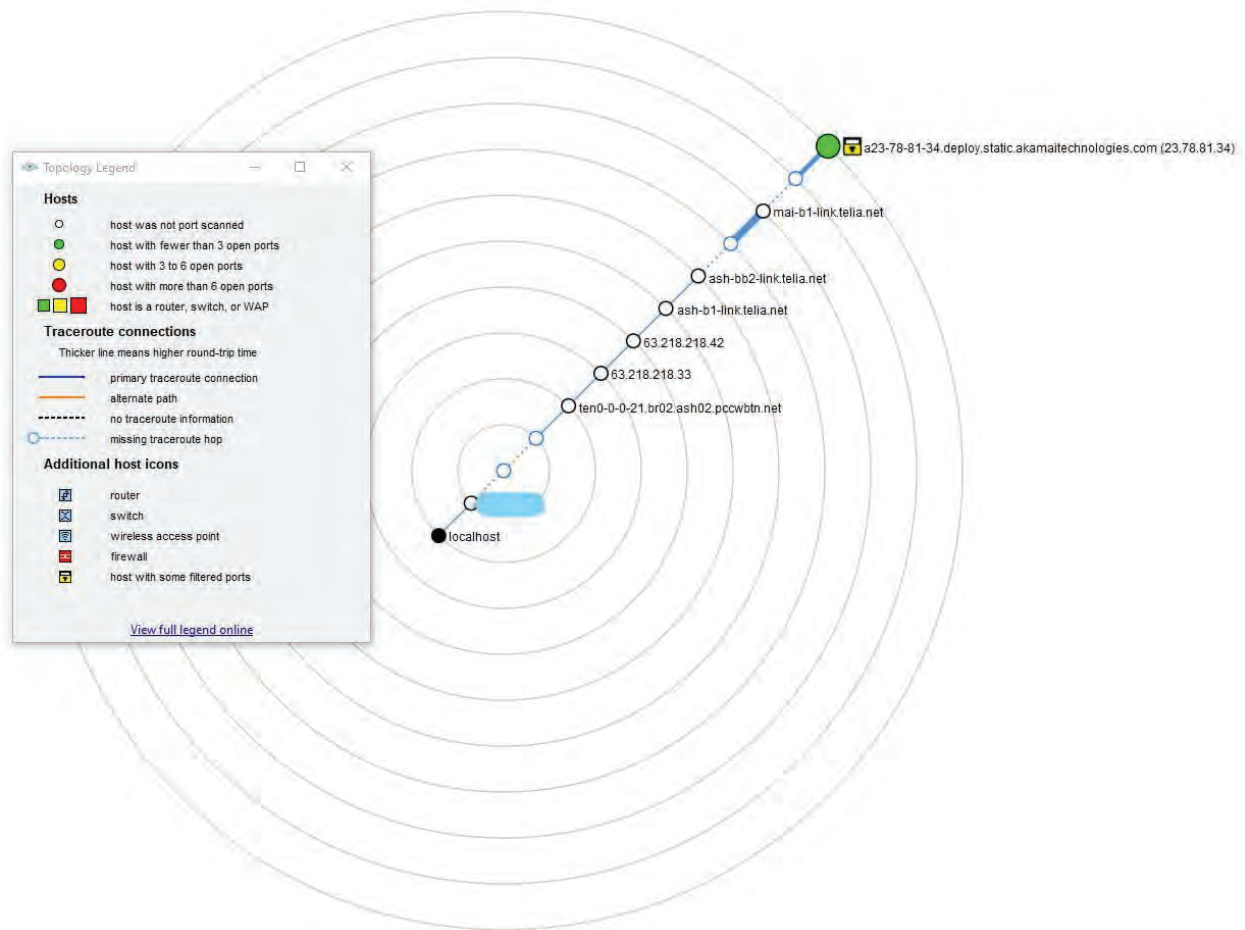 Topology Legend
Hosts
host was not port scanned
host with fewer than 3 open ports
host with 3 to 6 open ports
host with more than 6 open ports
host is a router, switch, or WAP
Traceroute connections
Thicker line means higher round-trip time
primary traceroute connection
alternate path
no traceroute information
missing traceroute hop
Additional host icons
router
switch
wireless access point
firewall
host with some filtered ports
View full legend online
a23-78-81-34.deploy.static.akamaitechnologies.com (23.78.81.34)
mai-b1-link.telia.net
ash-bb2-link.telia.net
ash-b1-link.telia.net
63.218.218.42
63.218.218.33
ten0-0-0-21.br02.ash02.pccwbtn.net
localhost